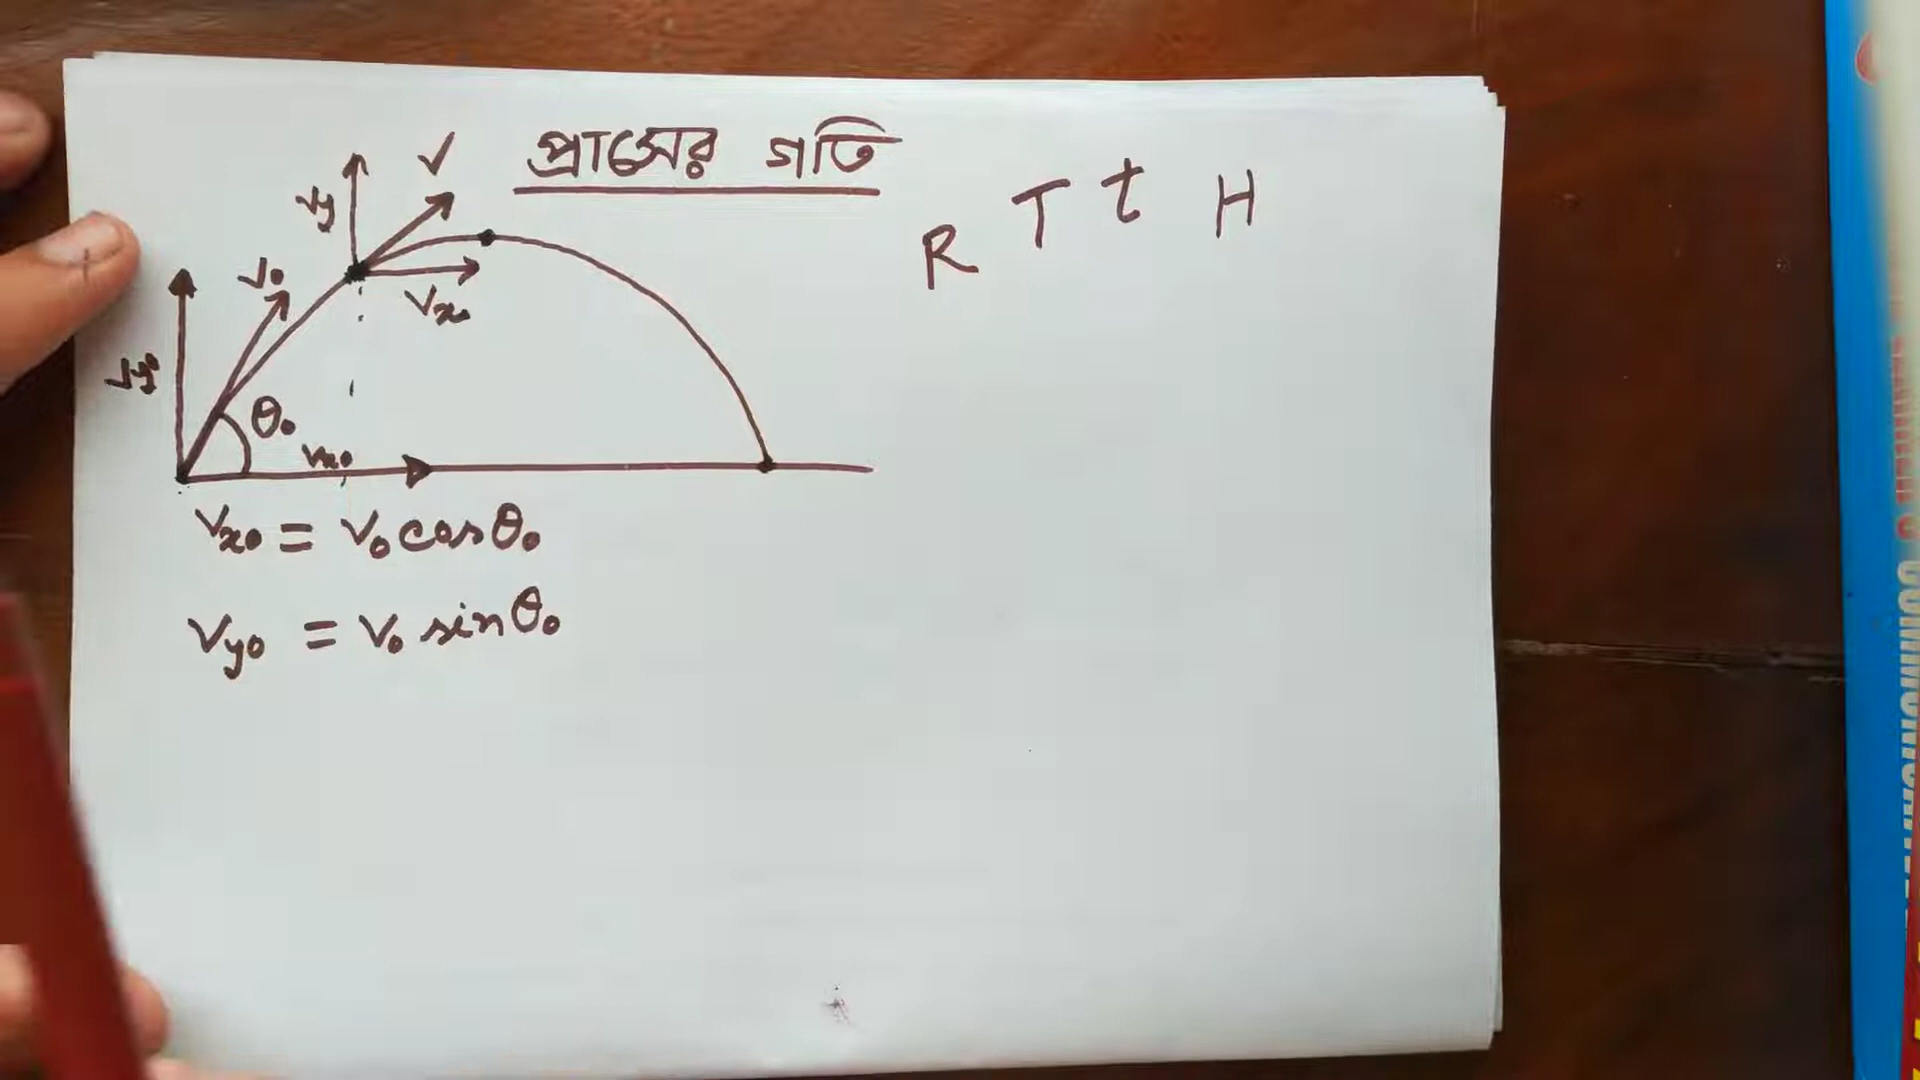 প্রাসের গতি
R T t H
v
vy
v₀
vx
vy₀
θ₀
vx₀
vx0 = v₀ cosθ₀
vy0 = v₀ sinθ₀